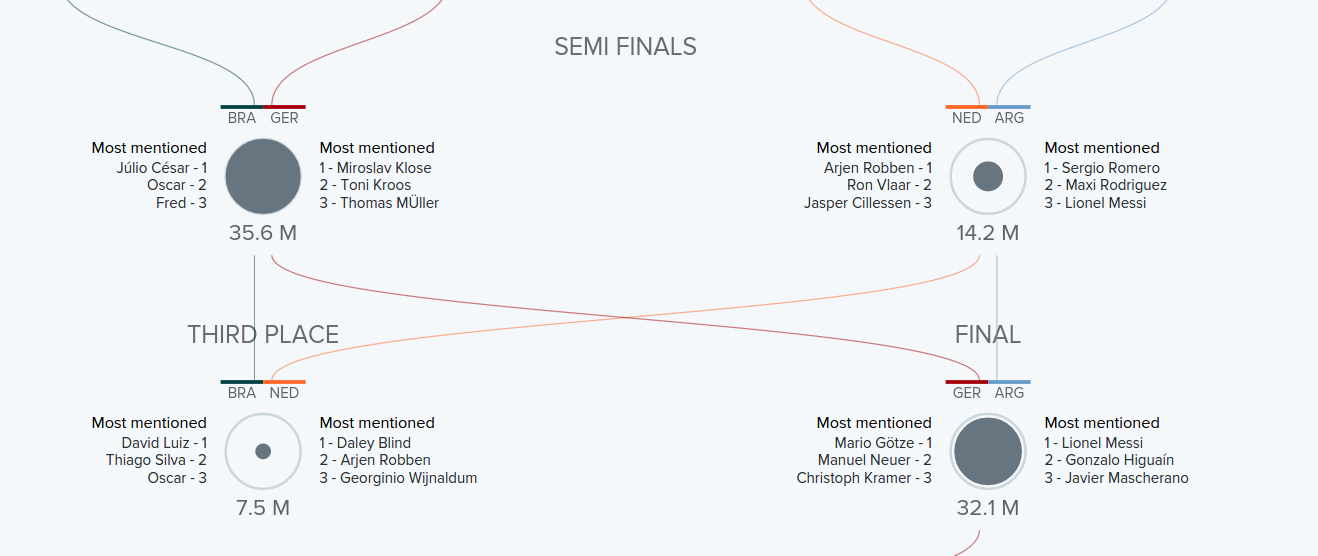 SEMI FINALS
BRA GER
Most mentioned
Júlio César - 1
Oscar - 2
Fred - 3
Most mentioned
1 - Miroslav Klose
2 - Toni Kroos
3 - Thomas MÜller
35.6 M
NED ARG
Most mentioned
Arjen Robben - 1
Ron Vlaar - 2
Jasper Cillessen - 3
Most mentioned
1 - Sergio Romero
2 - Maxi Rodriguez
3 - Lionel Messi
14.2 M
THIRD PLACE
BRA NED
Most mentioned
David Luiz - 1
Thiago Silva - 2
Oscar - 3
Most mentioned
1 - Daley Blind
2 - Arjen Robben
3 - Georginio Wijnaldum
7.5 M
FINAL
GER ARG
Most mentioned
Mario Götze - 1
Manuel Neuer - 2
Christoph Kramer - 3
Most mentioned
1 - Lionel Messi
2 - Gonzalo Higuaín
3 - Javier Mascherano
32.1 M